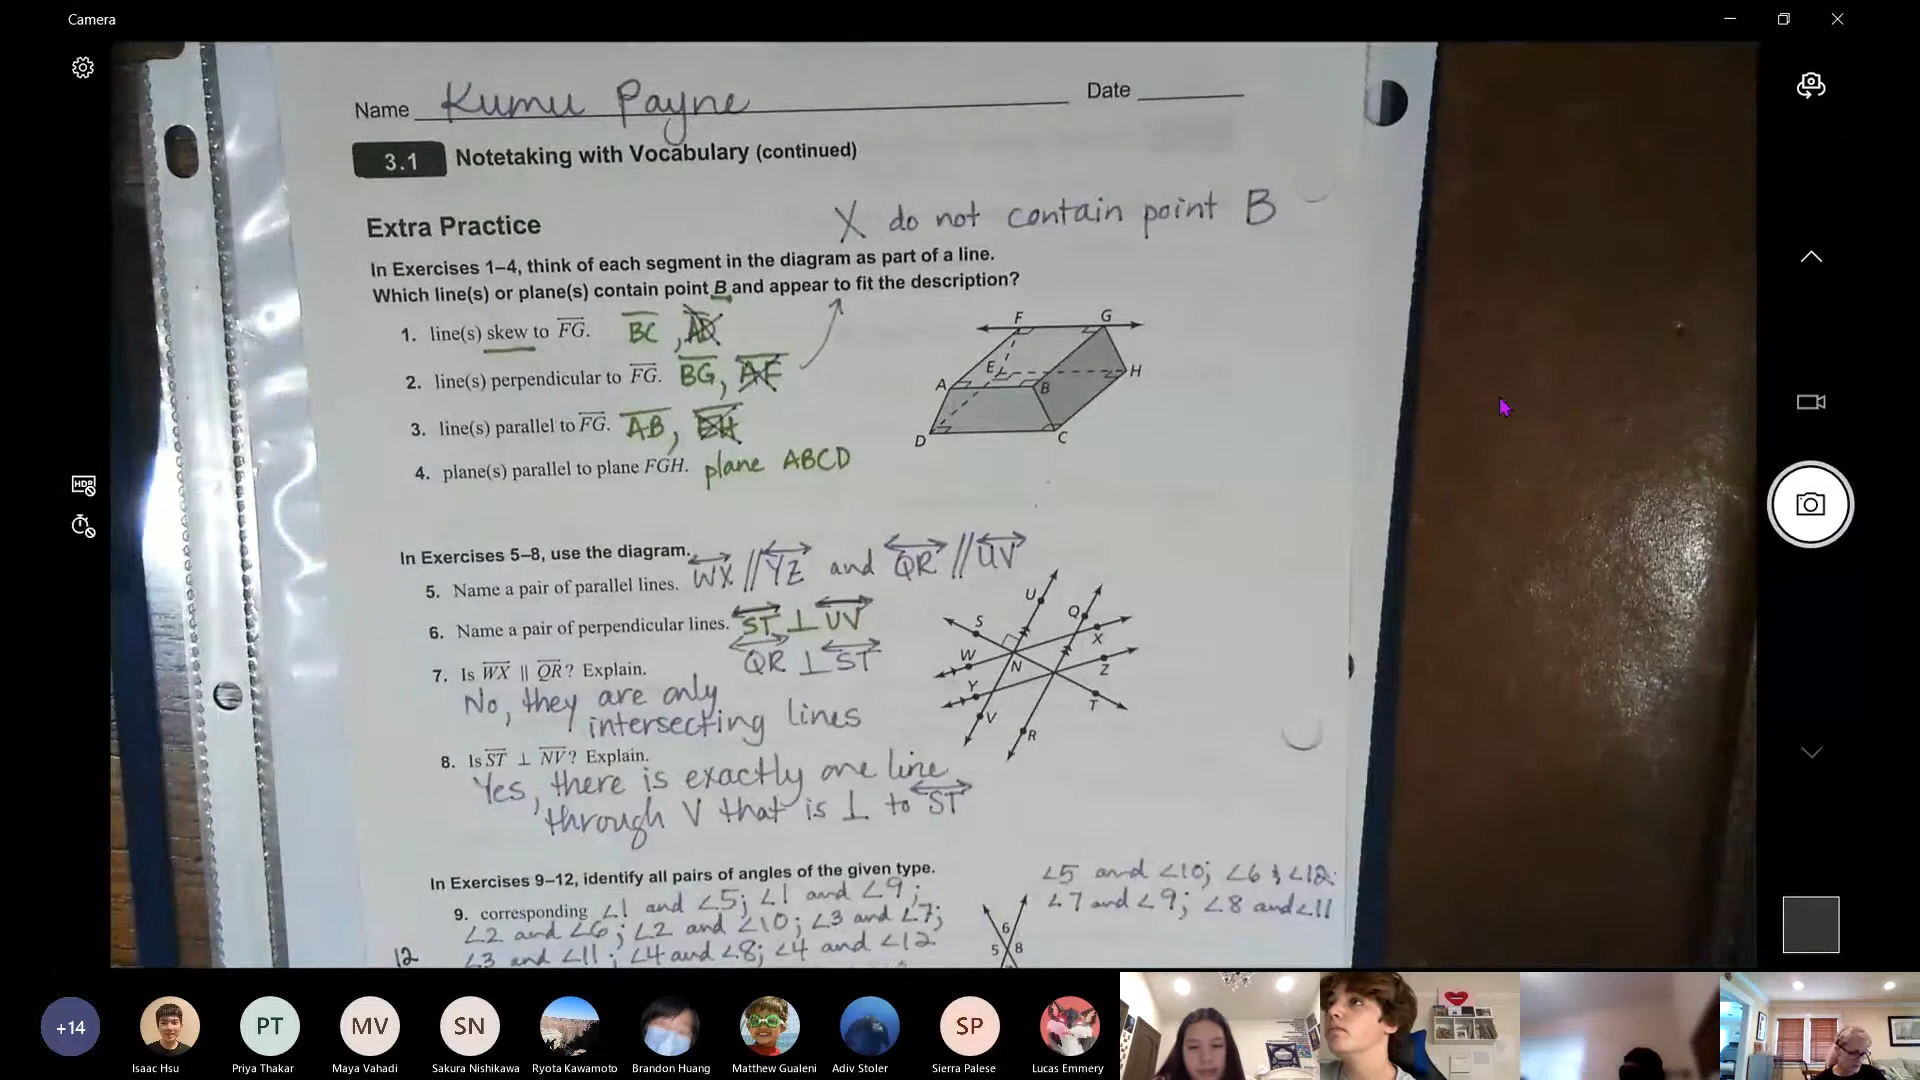 Camera
Name Kumu Payne Date
3.1 Notetaking with Vocabulary (continued)
X do not contain point B
Extra Practice
In Exercises 1–4, think of each segment in the diagram as part of a line.
Which line(s) or plane(s) contain point B and appear to fit the description?
1. line(s) skew to FG. BC, AD
2. line(s) perpendicular to FG. BG, AF
3. line(s) parallel to FG. AB, EH
4. plane(s) parallel to plane FGH. plane ABCD
F G
A E B H
D C
In Exercises 5–8, use the diagram.
5. Name a pair of parallel lines. WX // YZ and QR // UV
6. Name a pair of perpendicular lines. ST ⊥ UV
QR ⊥ ST
7. Is WX || QR? Explain.
No, they are only
intersecting lines
8. Is ST ⊥ NV? Explain.
Yes, there is exactly one line
through V that is ⊥ to ST
U Q
S X
W N Z
Y V T
R
In Exercises 9–12, identify all pairs of angles of the given type.
9. corresponding ∠1 and ∠5; ∠1 and ∠9;
∠2 and ∠6; ∠2 and ∠10; ∠3 and ∠7;
∠3 and ∠11; ∠4 and ∠8; ∠4 and ∠12
∠5 and ∠10; ∠6 & ∠12;
∠7 and ∠9; ∠8 and ∠11
12
6
5 8
+14 PT MV SN SP
Isaac Hsu Priya Thakar Maya Vahadi Sakura Nishikawa Ryota Kawamoto Brandon Huang Matthew Gualeni Adiv Stoler Sierra Palese Lucas Emmery